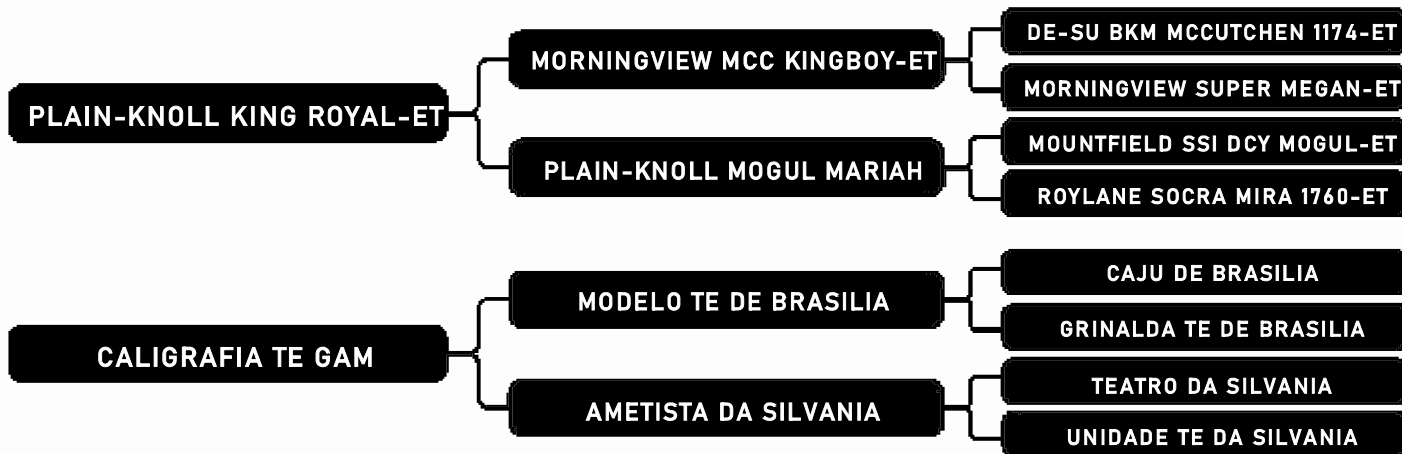 DE-SU BKM MCCUTCHEN 1174-ET
MORNINGVIEW MCC KINGBOY-ET
MORNINGVIEW SUPER MEGAN-ET
PLAIN-KNOLL KING ROYAL-ET
MOUNTFIELD SSI DCY MOGUL-ET
PLAIN-KNOLL MOGUL MARIAH
ROYLANE SOCRA MIRA 1760-ET
CAJU DE BRASILIA
MODELO TE DE BRASILIA
GRINALDA TE DE BRASILIA
CALIGRAFIA TE GAM
TEATRO DA SILVANIA
AMETISTA DA SILVANIA
UNIDADE TE DA SILVANIA